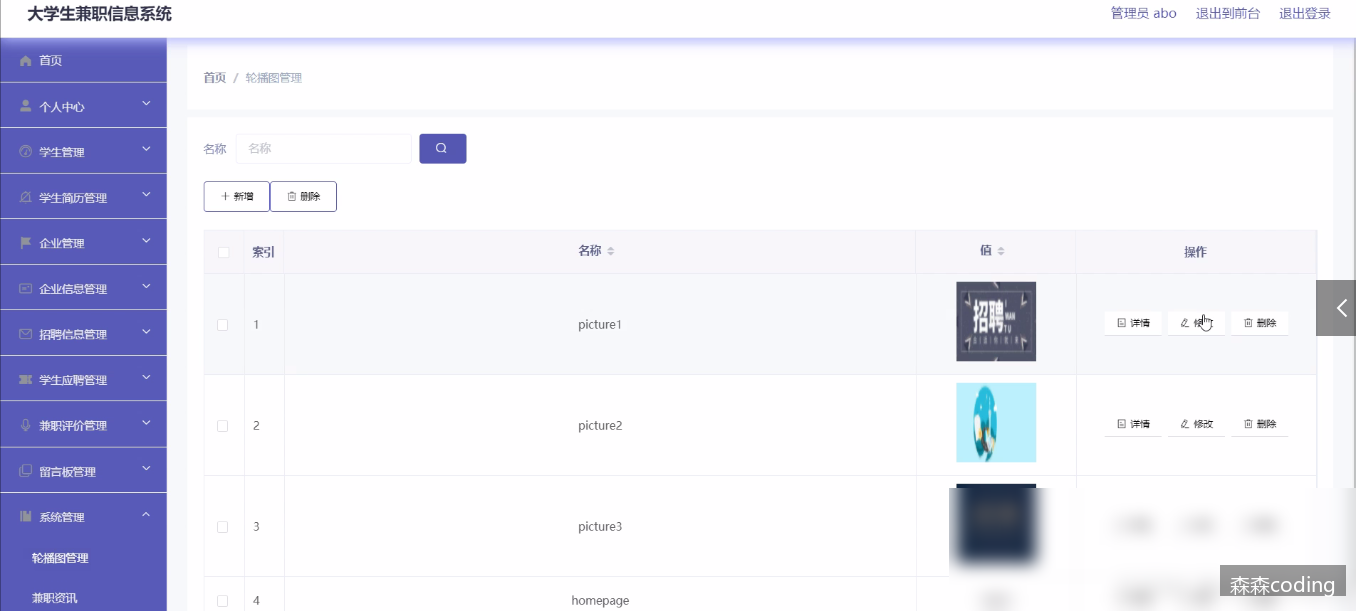 大学生兼职信息系统
管理员 abo 退出到前台 退出登录
首页
个人中心
学生管理
学生简历管理
企业管理
企业信息管理
招聘信息管理
学生应聘管理
兼职评价管理
留言板管理
系统管理
轮播图管理
兼职资讯
首页 / 轮播图管理
名称 名称
新增 删除
索引 名称 值 操作
1 picture1 招聘 详情 修改 删除
2 picture2 详情 修改 删除
3 picture3
4 homepage
森森coding